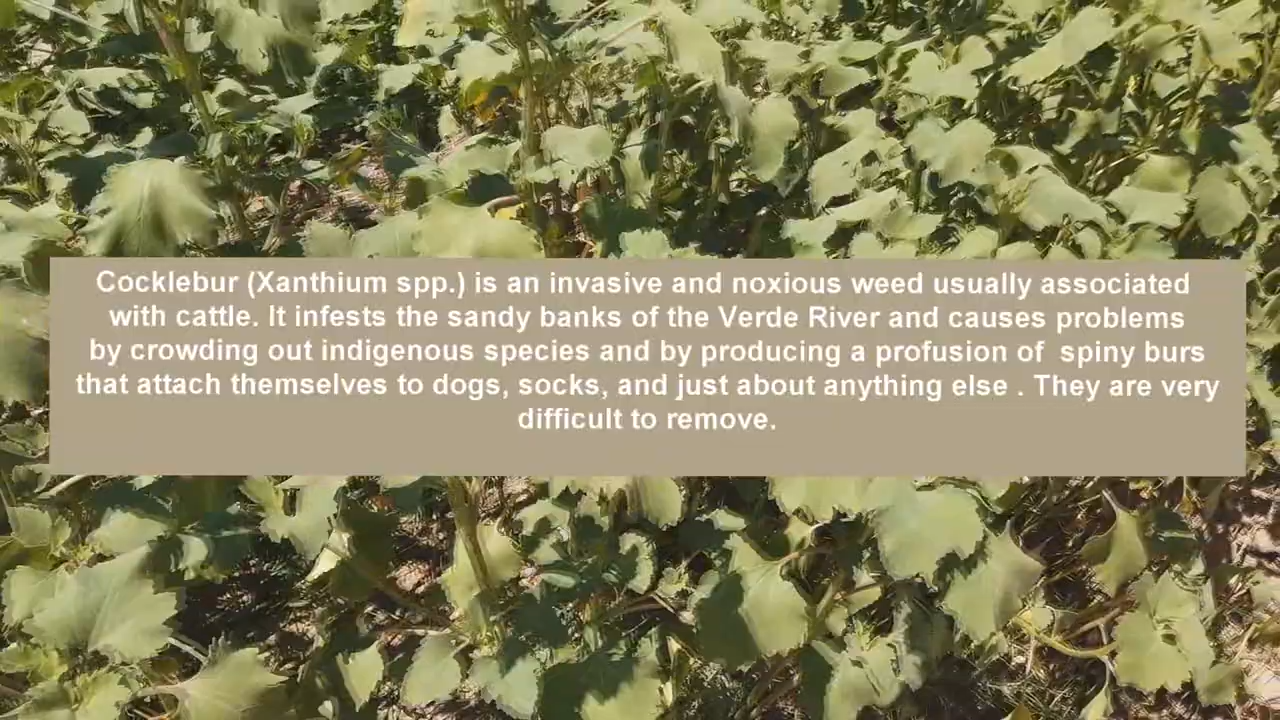 Cocklebur (Xanthium spp.) is an invasive and noxious weed usually associated
with cattle. It infests the sandy banks of the Verde River and causes problems
by crowding out indigenous species and by producing a profusion of  spiny burs
that attach themselves to dogs, socks, and just about anything else . They are very
difficult to remove.